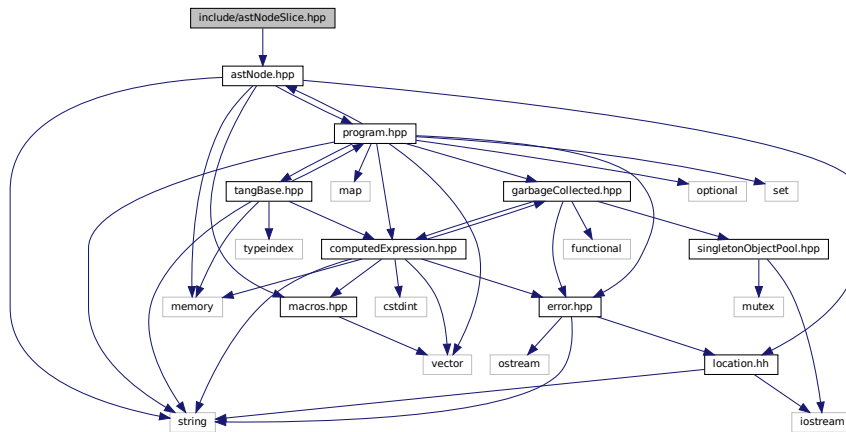 include/astNodeSlice.hpp
astNode.hpp
program.hpp
tangBase.hpp
map
garbageCollected.hpp
optional
set
typeindex
computedExpression.hpp
functional
singletonObjectPool.hpp
memory
macros.hpp
cstdint
error.hpp
mutex
vector
ostream
location.hh
string
iostream